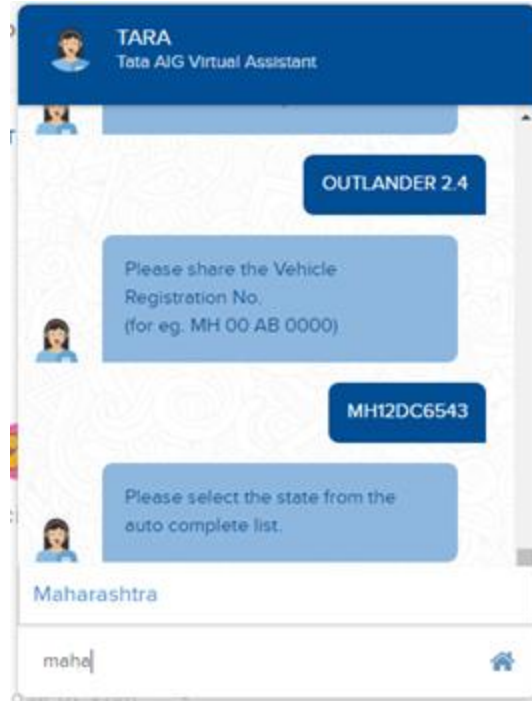 TARA
Tata AIG Virtual Assistant
OUTLANDER 2.4
Please share the Vehicle
Registration No.
(for eg. MH 00 AB 0000)
MH12DC6543
Please select the state from the
auto complete list.
Maharashtra
maha